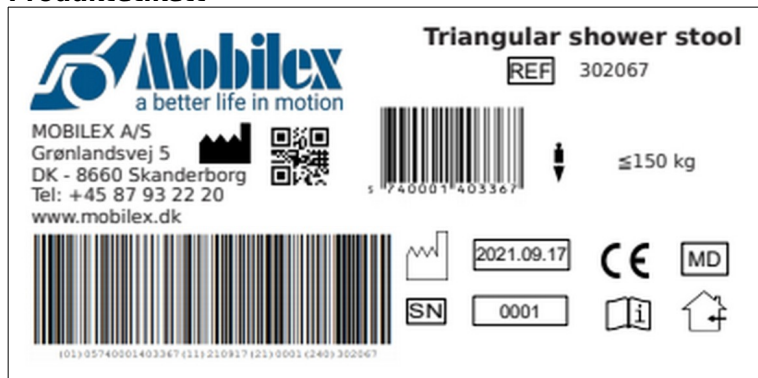 Mobilex
a better life in motion
MOBILEX A/S
Grønlandsvej 5
DK - 8660 Skanderborg
Tel: +45 87 93 22 20
www.mobilex.dk
Triangular shower stool
REF 302067
5 740001 403367
≦150 kg
2021.09.17
MD
SN 0001
(01) 05740001403367 (11) 210917 (21) 0001 (240) 302067